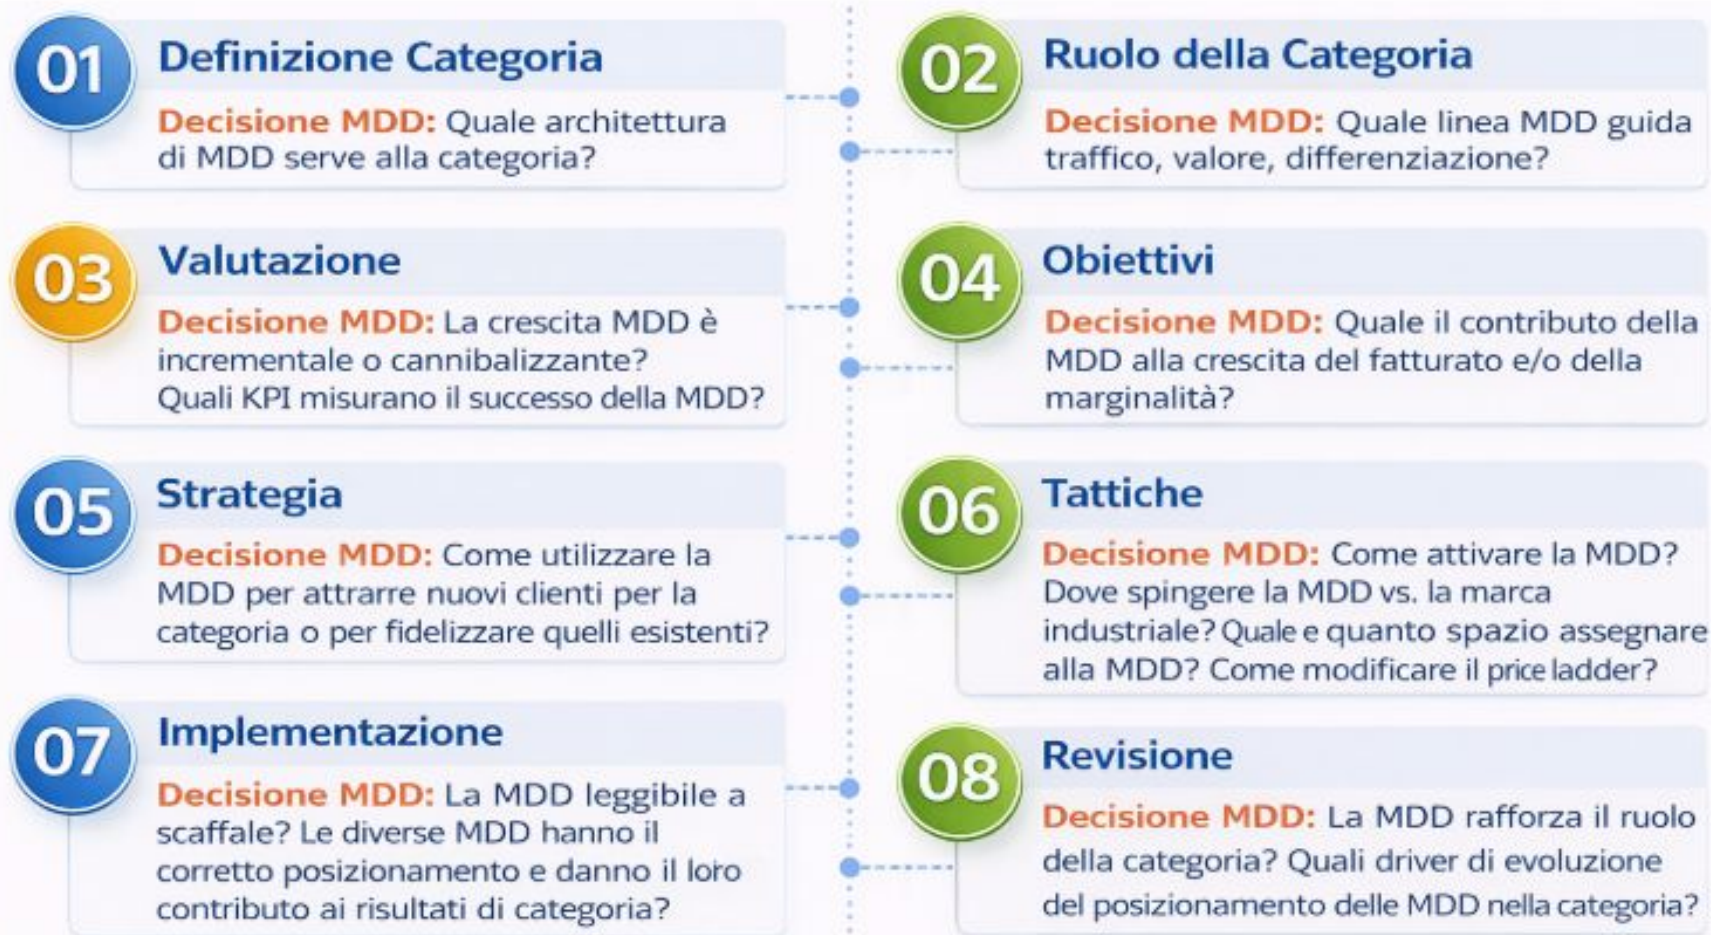 01
Definizione Categoria
Decisione MDD: Quale architettura
di MDD serve alla categoria?
02
Ruolo della Categoria
Decisione MDD: Quale linea MDD guida
traffico, valore, differenziazione?
03
Valutazione
Decisione MDD: La crescita MDD è
incrementale o cannibalizzante?
Quali KPI misurano il successo della MDD?
04
Obiettivi
Decisione MDD: Quale il contributo della
MDD alla crescita del fatturato e/o della
marginalità?
05
Strategia
Decisione MDD: Come utilizzare la
MDD per attrarre nuovi clienti per la
categoria o per fidelizzare quelli esistenti?
06
Tattiche
Decisione MDD: Come attivare la MDD?
Dove spingere la MDD vs. la marca
industriale? Quale e quanto spazio assegnare
alla MDD? Come modificare il price ladder?
07
Implementazione
Decisione MDD: La MDD leggibile a
scaffale? Le diverse MDD hanno il
corretto posizionamento e danno il loro
contributo ai risultati di categoria?
08
Revisione
Decisione MDD: La MDD rafforza il ruolo
della categoria? Quali driver di evoluzione
del posizionamento delle MDD nella categoria?